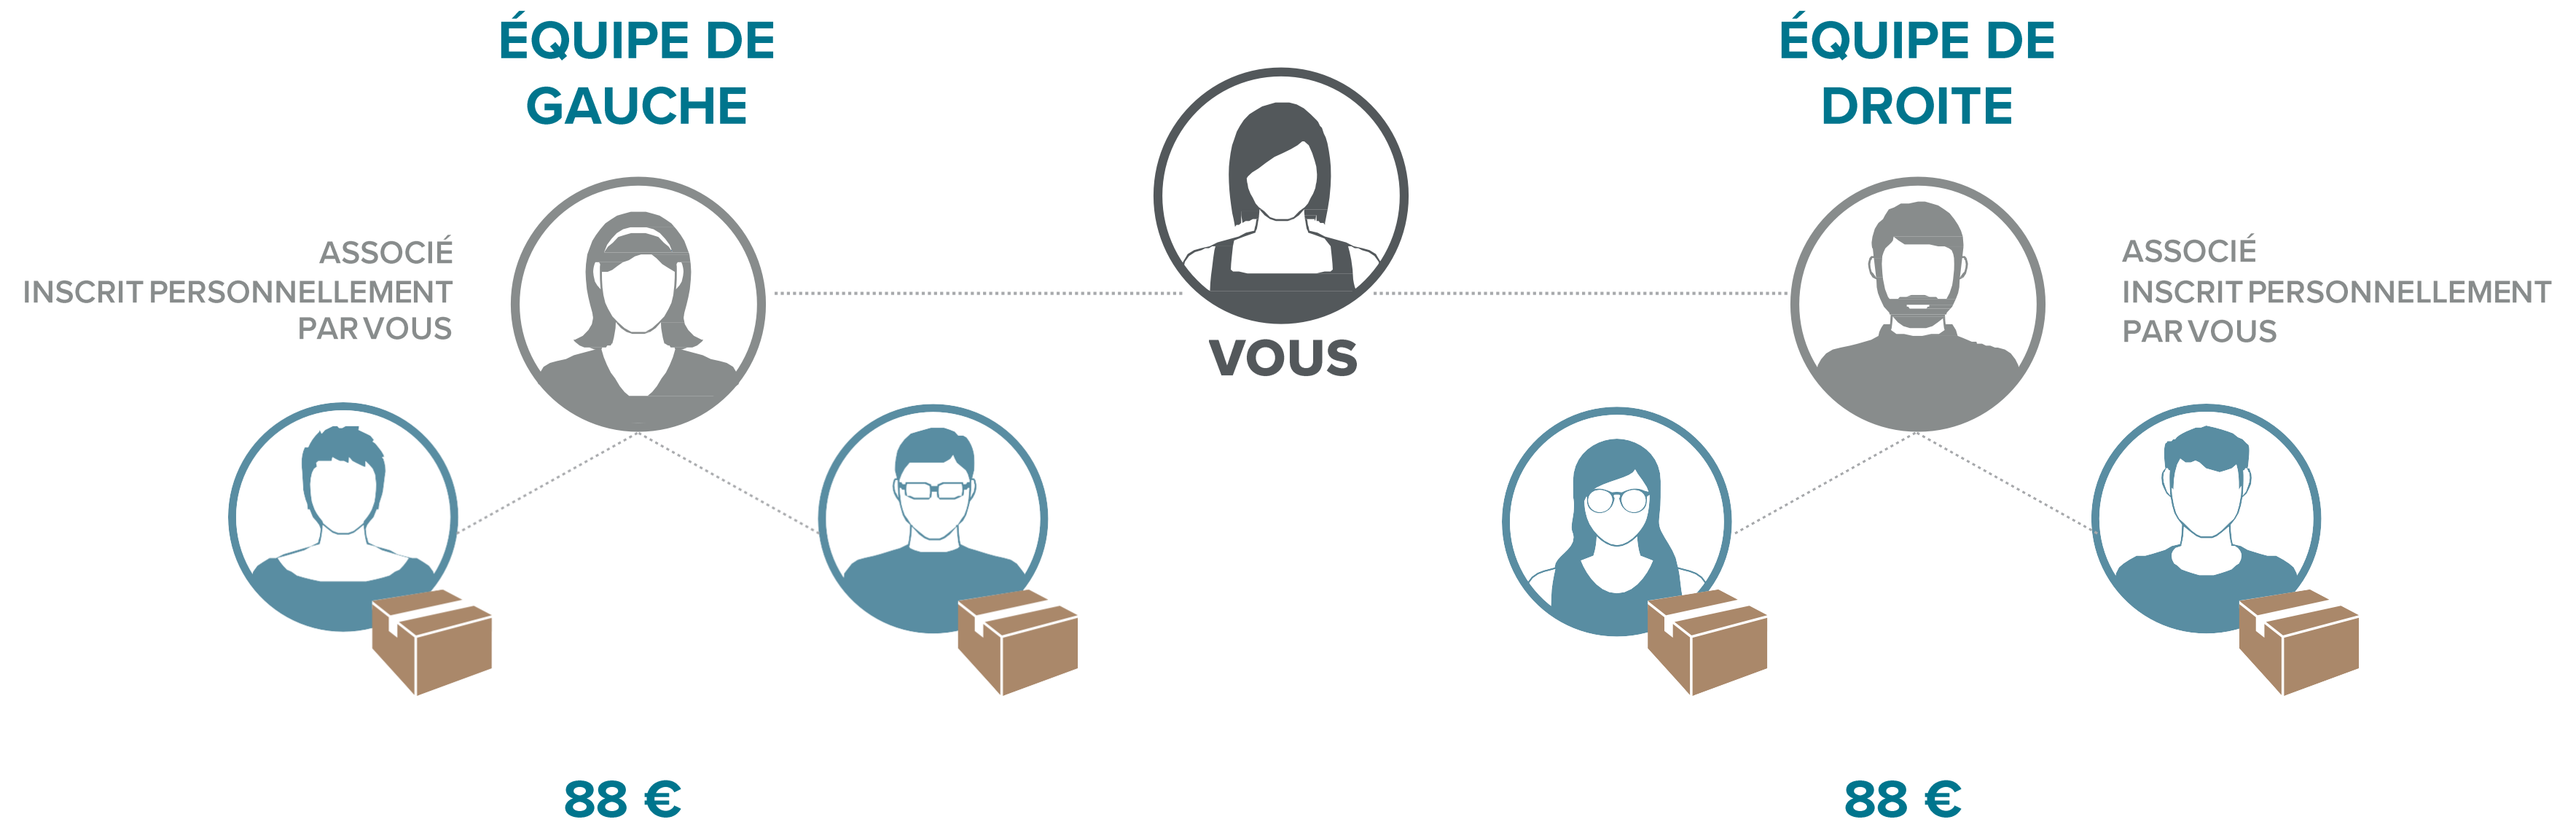 ÉQUIPE DE
GAUCHE
ASSOCIÉ
INSCRIT PERSONNELLEMENT
PAR VOUS
VOUS
ÉQUIPE DE
DROITE
ASSOCIÉ
INSCRIT PERSONNELLEMENT
PAR VOUS
88 €
88 €